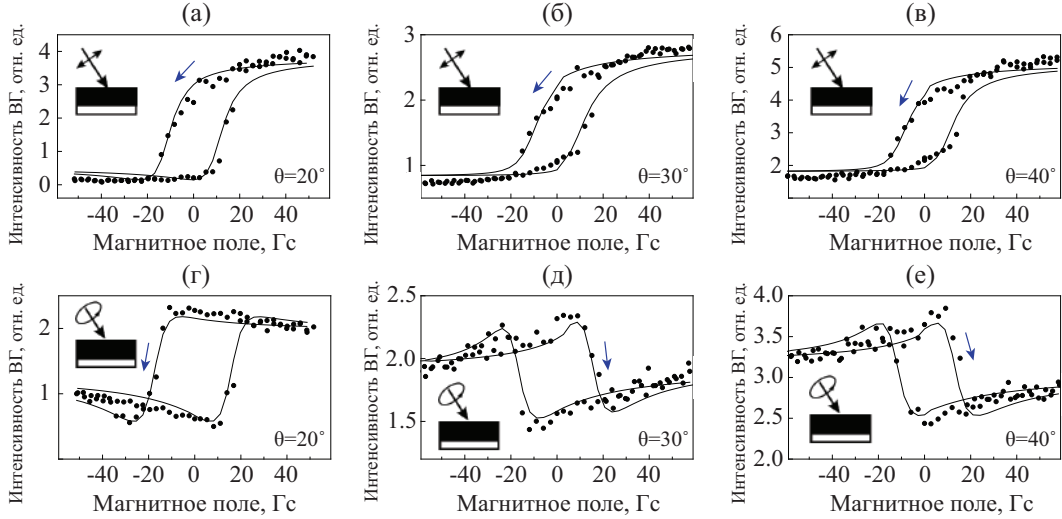 (а) (б) (в)
Интенсивность ВГ, отн. ед.
4
3
2
1
0
θ=20°
-40 -20 0 20 40
Магнитное поле, Гс
Интенсивность ВГ, отн. ед.
3
2
1
θ=30°
-40 -20 0 20 40
Магнитное поле, Гс
Интенсивность ВГ, отн. ед.
6
5
4
3
2
θ=40°
-40 -20 0 20 40
Магнитное поле, Гс
(г) (д) (е)
Интенсивность ВГ, отн. ед.
2
1
θ=20°
-40 -20 0 20 40
Магнитное поле, Гс
Интенсивность ВГ, отн. ед.
2.5
2.0
1.5
θ=30°
-40 -20 0 20 40
Магнитное поле, Гс
Интенсивность ВГ, отн. ед.
4.0
3.5
3.0
2.5
2.0
θ=40°
-40 -20 0 20 40
Магнитное поле, Гс